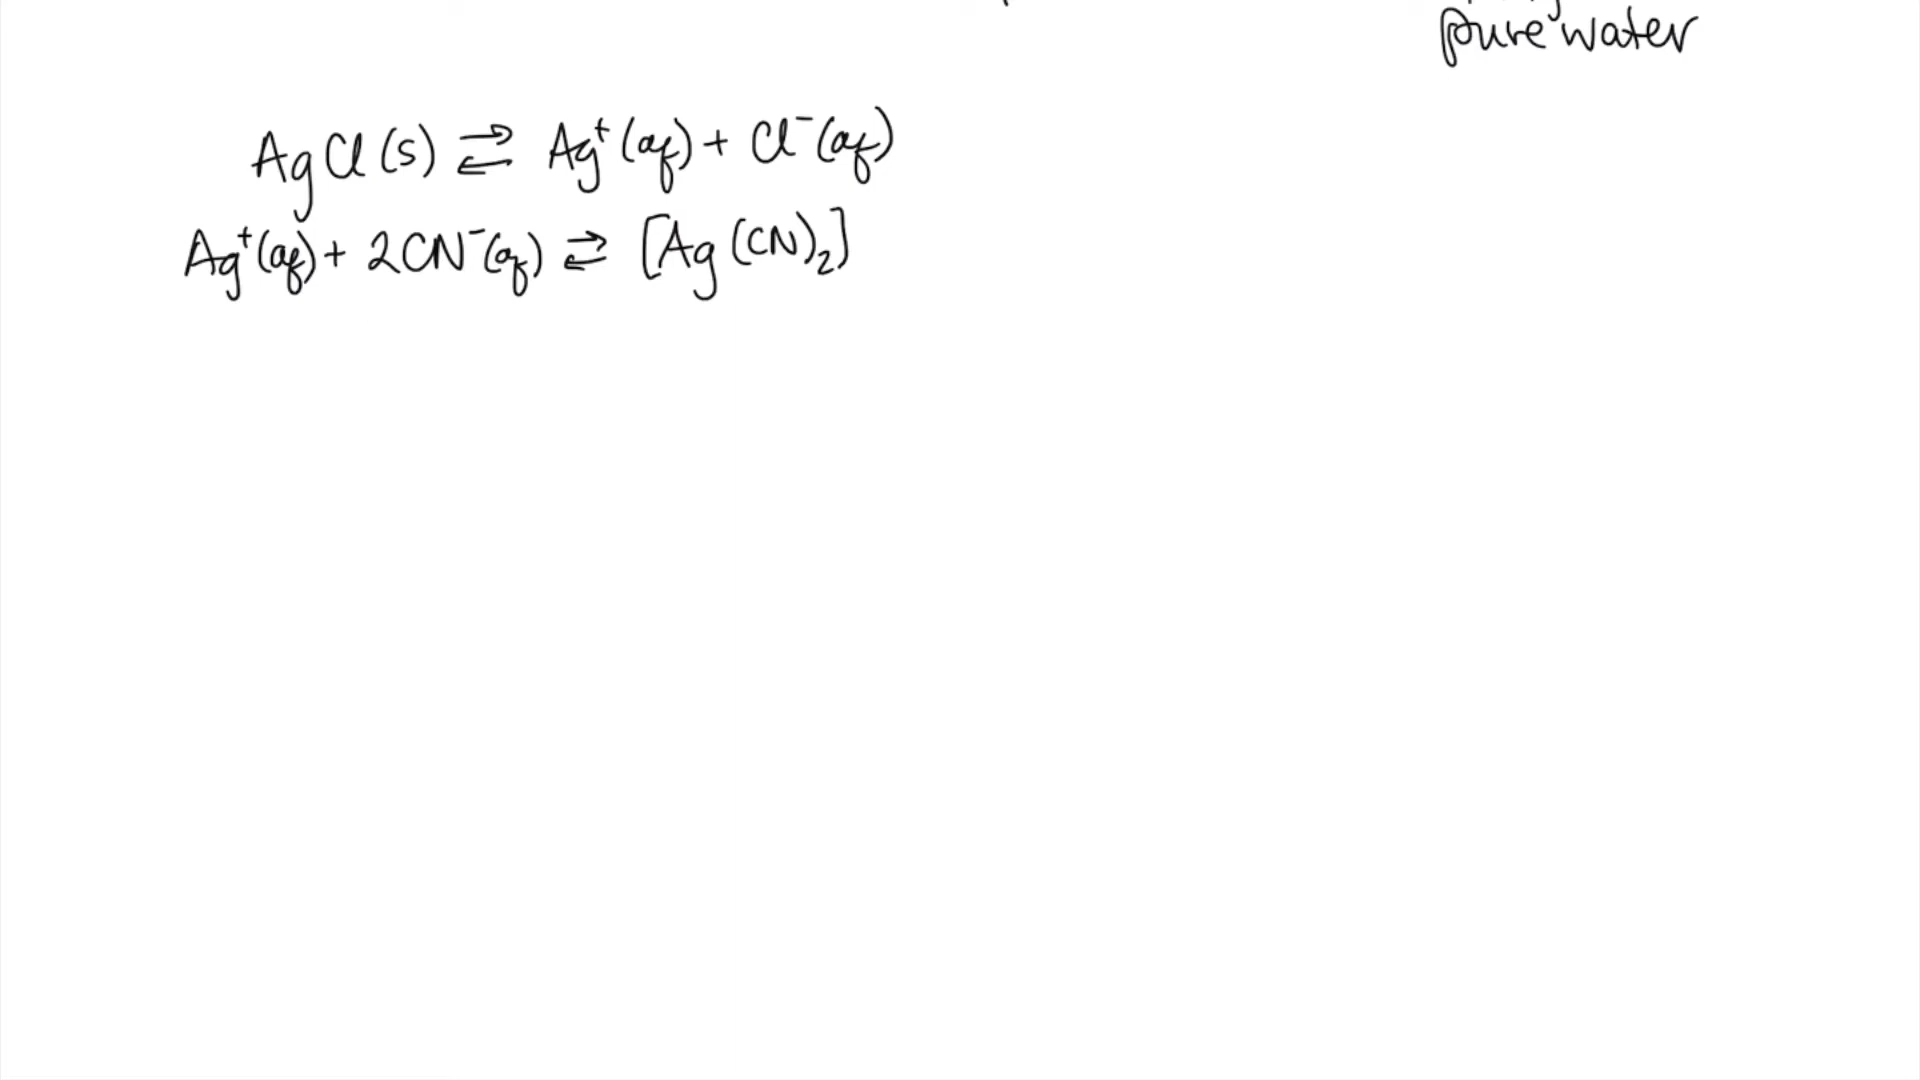 pure water
AgCl(s) ⇌ Ag⁺(aq) + Cl⁻(aq)
Ag⁺(aq) + 2CN⁻(aq) ⇌ [Ag(CN)₂]